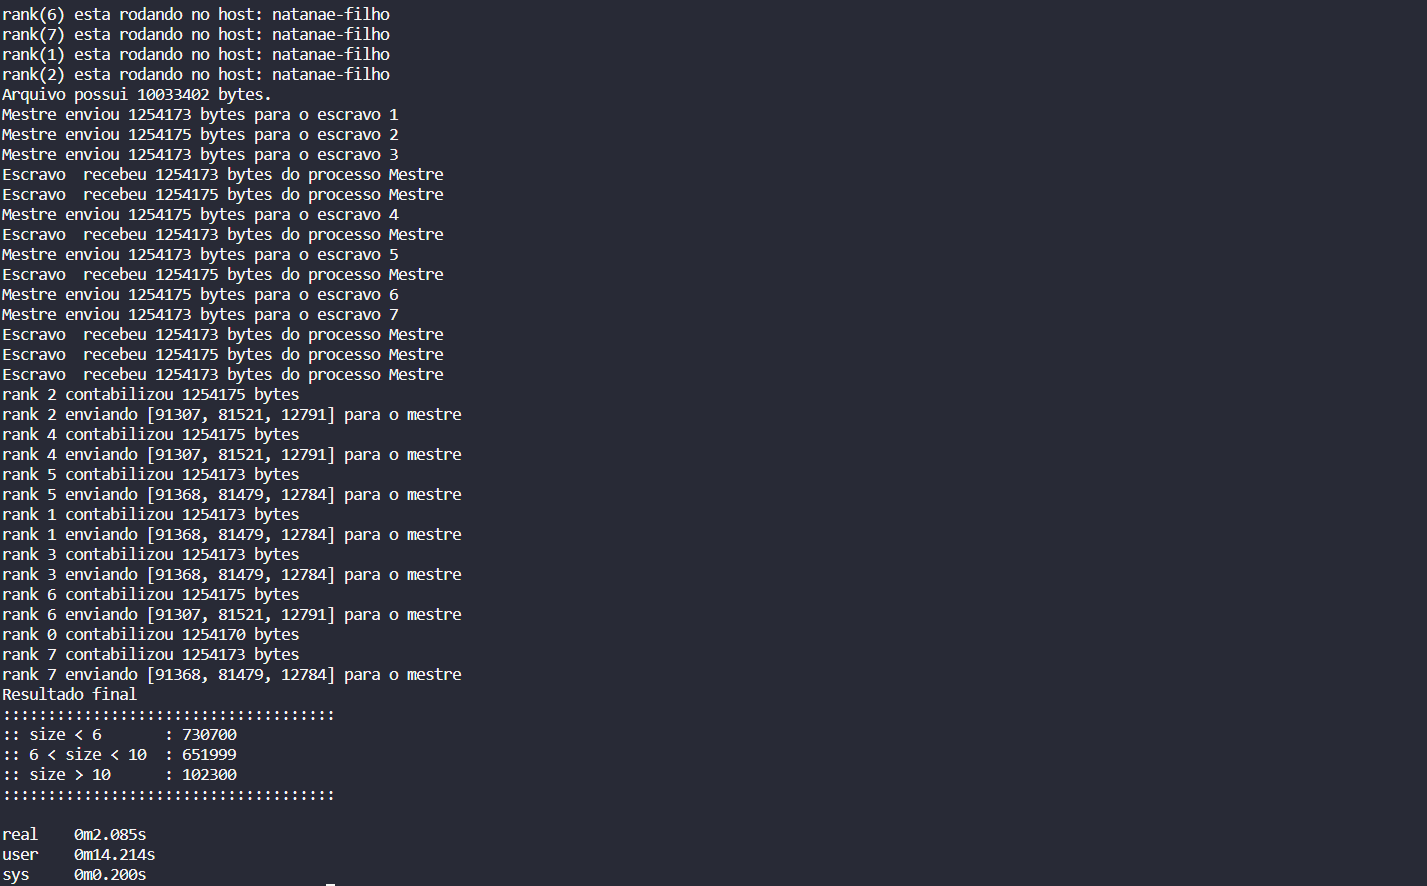 rank(6) esta rodando no host: natanae-filho
rank(7) esta rodando no host: natanae-filho
rank(1) esta rodando no host: natanae-filho
rank(2) esta rodando no host: natanae-filho
Arquivo possui 10033402 bytes.
Mestre enviou 1254173 bytes para o escravo 1
Mestre enviou 1254175 bytes para o escravo 2
Mestre enviou 1254173 bytes para o escravo 3
Escravo  recebeu 1254173 bytes do processo Mestre
Escravo  recebeu 1254175 bytes do processo Mestre
Mestre enviou 1254175 bytes para o escravo 4
Escravo  recebeu 1254173 bytes do processo Mestre
Mestre enviou 1254173 bytes para o escravo 5
Escravo  recebeu 1254175 bytes do processo Mestre
Mestre enviou 1254175 bytes para o escravo 6
Mestre enviou 1254173 bytes para o escravo 7
Escravo  recebeu 1254173 bytes do processo Mestre
Escravo  recebeu 1254175 bytes do processo Mestre
Escravo  recebeu 1254173 bytes do processo Mestre
rank 2 contabilizou 1254175 bytes
rank 2 enviando [91307, 81521, 12791] para o mestre
rank 4 contabilizou 1254175 bytes
rank 4 enviando [91307, 81521, 12791] para o mestre
rank 5 contabilizou 1254173 bytes
rank 5 enviando [91368, 81479, 12784] para o mestre
rank 1 contabilizou 1254173 bytes
rank 1 enviando [91368, 81479, 12784] para o mestre
rank 3 contabilizou 1254173 bytes
rank 3 enviando [91368, 81479, 12784] para o mestre
rank 6 contabilizou 1254175 bytes
rank 6 enviando [91307, 81521, 12791] para o mestre
rank 0 contabilizou 1254170 bytes
rank 7 contabilizou 1254173 bytes
rank 7 enviando [91368, 81479, 12784] para o mestre
Resultado final
:::::::::::::::::::::::::::::::::::::
:: size < 6       : 730700
:: 6 < size < 10  : 651999
:: size > 10      : 102300
:::::::::::::::::::::::::::::::::::::
real    0m2.085s
user    0m14.214s
sys     0m0.200s